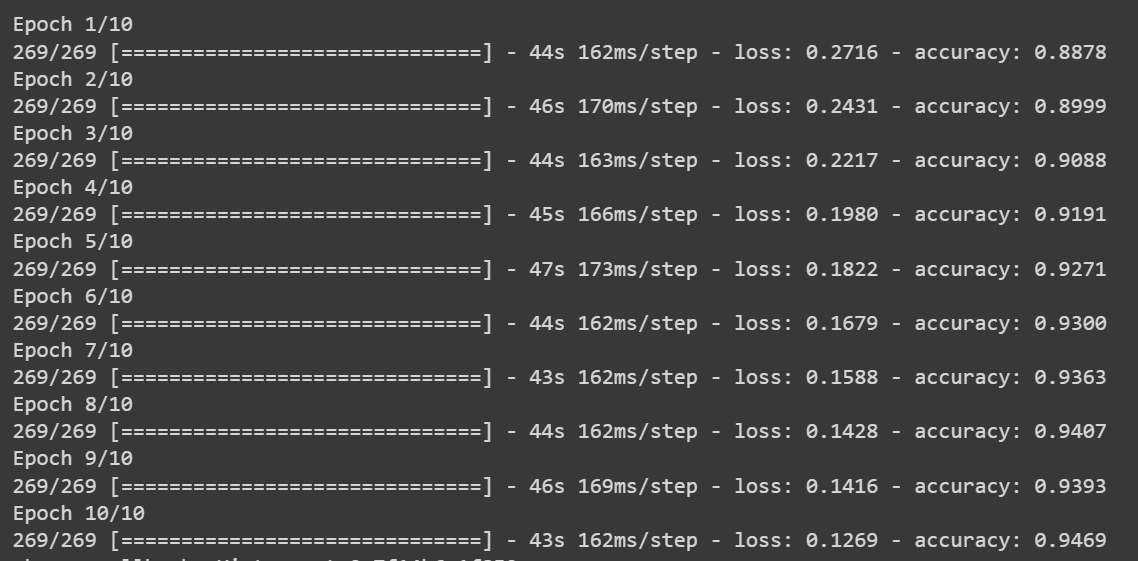 Epoch 1/10
269/269 [==============================] - 44s 162ms/step - loss: 0.2716 - accuracy: 0.8878
Epoch 2/10
269/269 [==============================] - 46s 170ms/step - loss: 0.2431 - accuracy: 0.8999
Epoch 3/10
269/269 [==============================] - 44s 163ms/step - loss: 0.2217 - accuracy: 0.9088
Epoch 4/10
269/269 [==============================] - 45s 166ms/step - loss: 0.1980 - accuracy: 0.9191
Epoch 5/10
269/269 [==============================] - 47s 173ms/step - loss: 0.1822 - accuracy: 0.9271
Epoch 6/10
269/269 [==============================] - 44s 162ms/step - loss: 0.1679 - accuracy: 0.9300
Epoch 7/10
269/269 [==============================] - 43s 162ms/step - loss: 0.1588 - accuracy: 0.9363
Epoch 8/10
269/269 [==============================] - 44s 162ms/step - loss: 0.1428 - accuracy: 0.9407
Epoch 9/10
269/269 [==============================] - 46s 169ms/step - loss: 0.1416 - accuracy: 0.9393
Epoch 10/10
269/269 [==============================] - 43s 162ms/step - loss: 0.1269 - accuracy: 0.9469